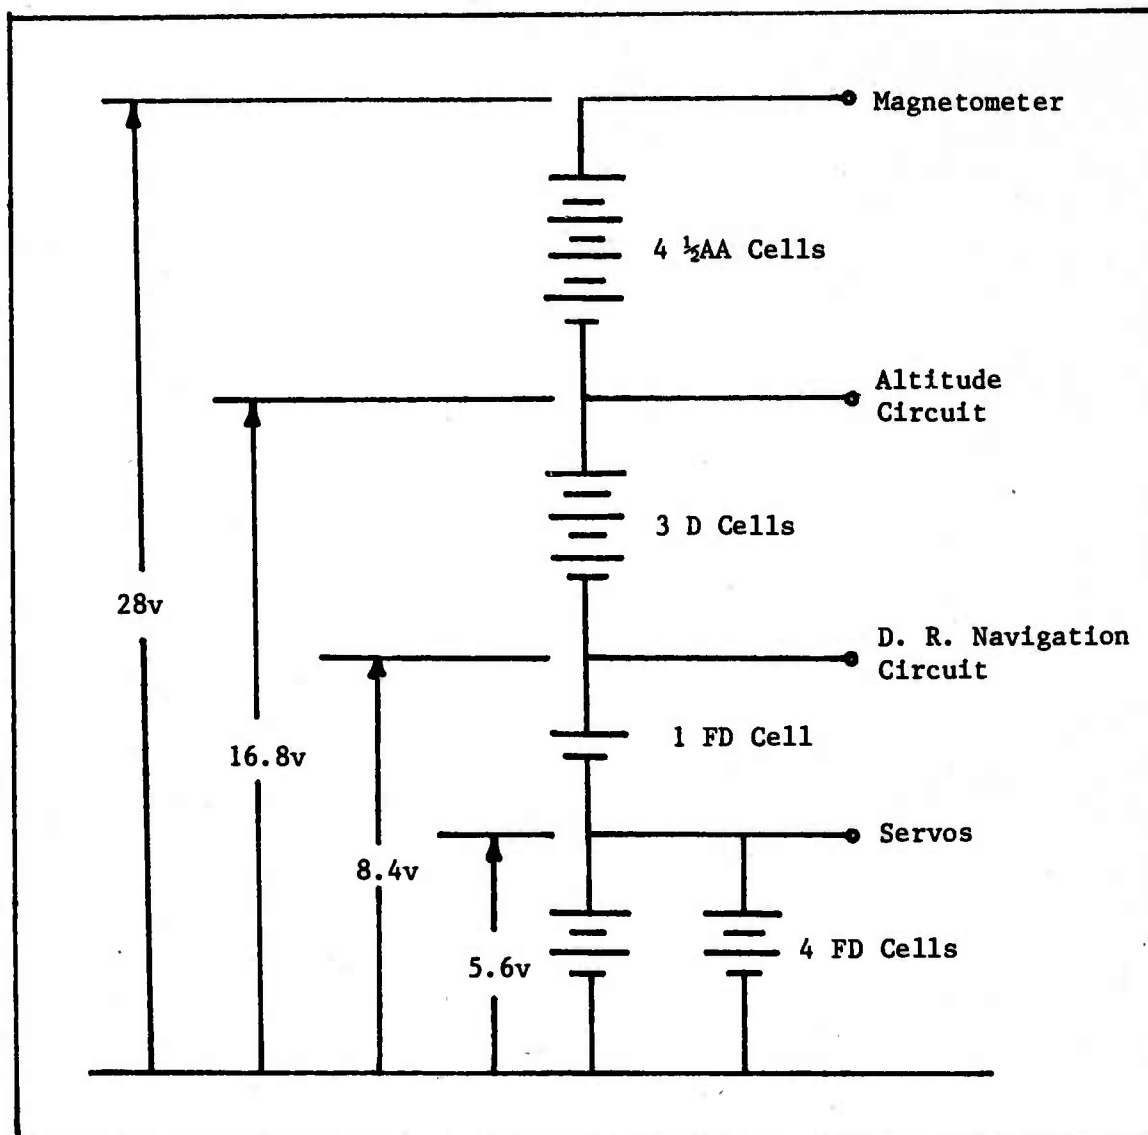 Magnetometer
4 ½AA Cells
Altitude
Circuit
3 D Cells
28v
D. R. Navigation
Circuit
1 FD Cell
16.8v
Servos
8.4v
4 FD Cells
5.6v